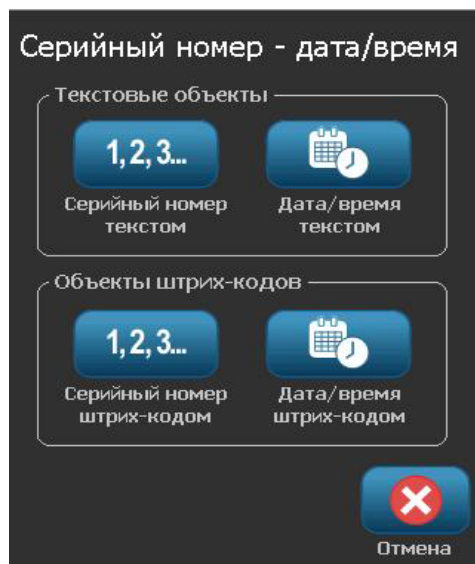 Серийный номер - дата/время
Текстовые объекты
1, 2, 3...
Серийный номер
текстом
Дата/время
текстом
Объекты штрих-кодов
1, 2, 3...
Серийный номер
штрих-кодом
Дата/время
штрих-кодом
Отмена